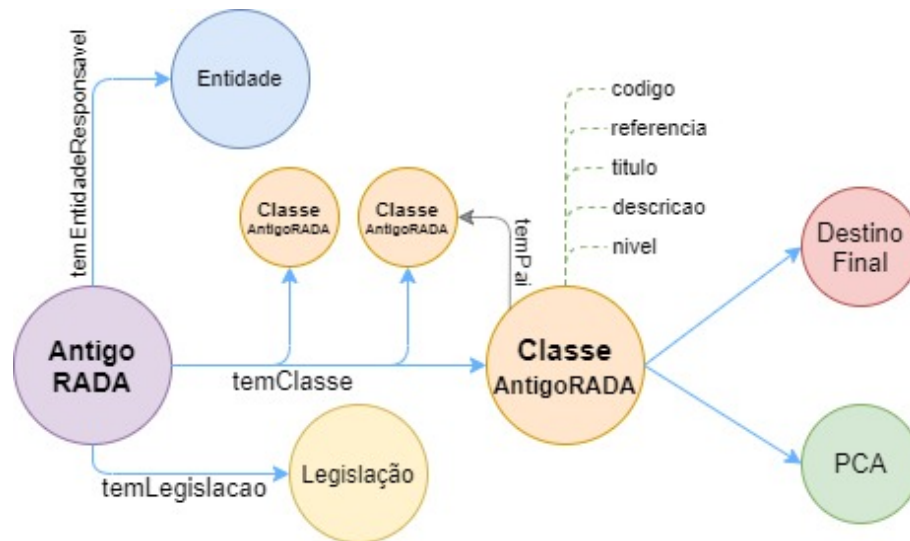 temEntidadeResponsavel
Entidade
codigo
referência
titulo
descricao
nivel
Classe
AntigoRADA
Classe
AntigoRADA
temPai
Destino
Final
Antigo
RADA
temClasse
Classe
AntigoRADA
temLegislacao
Legislação
PCA